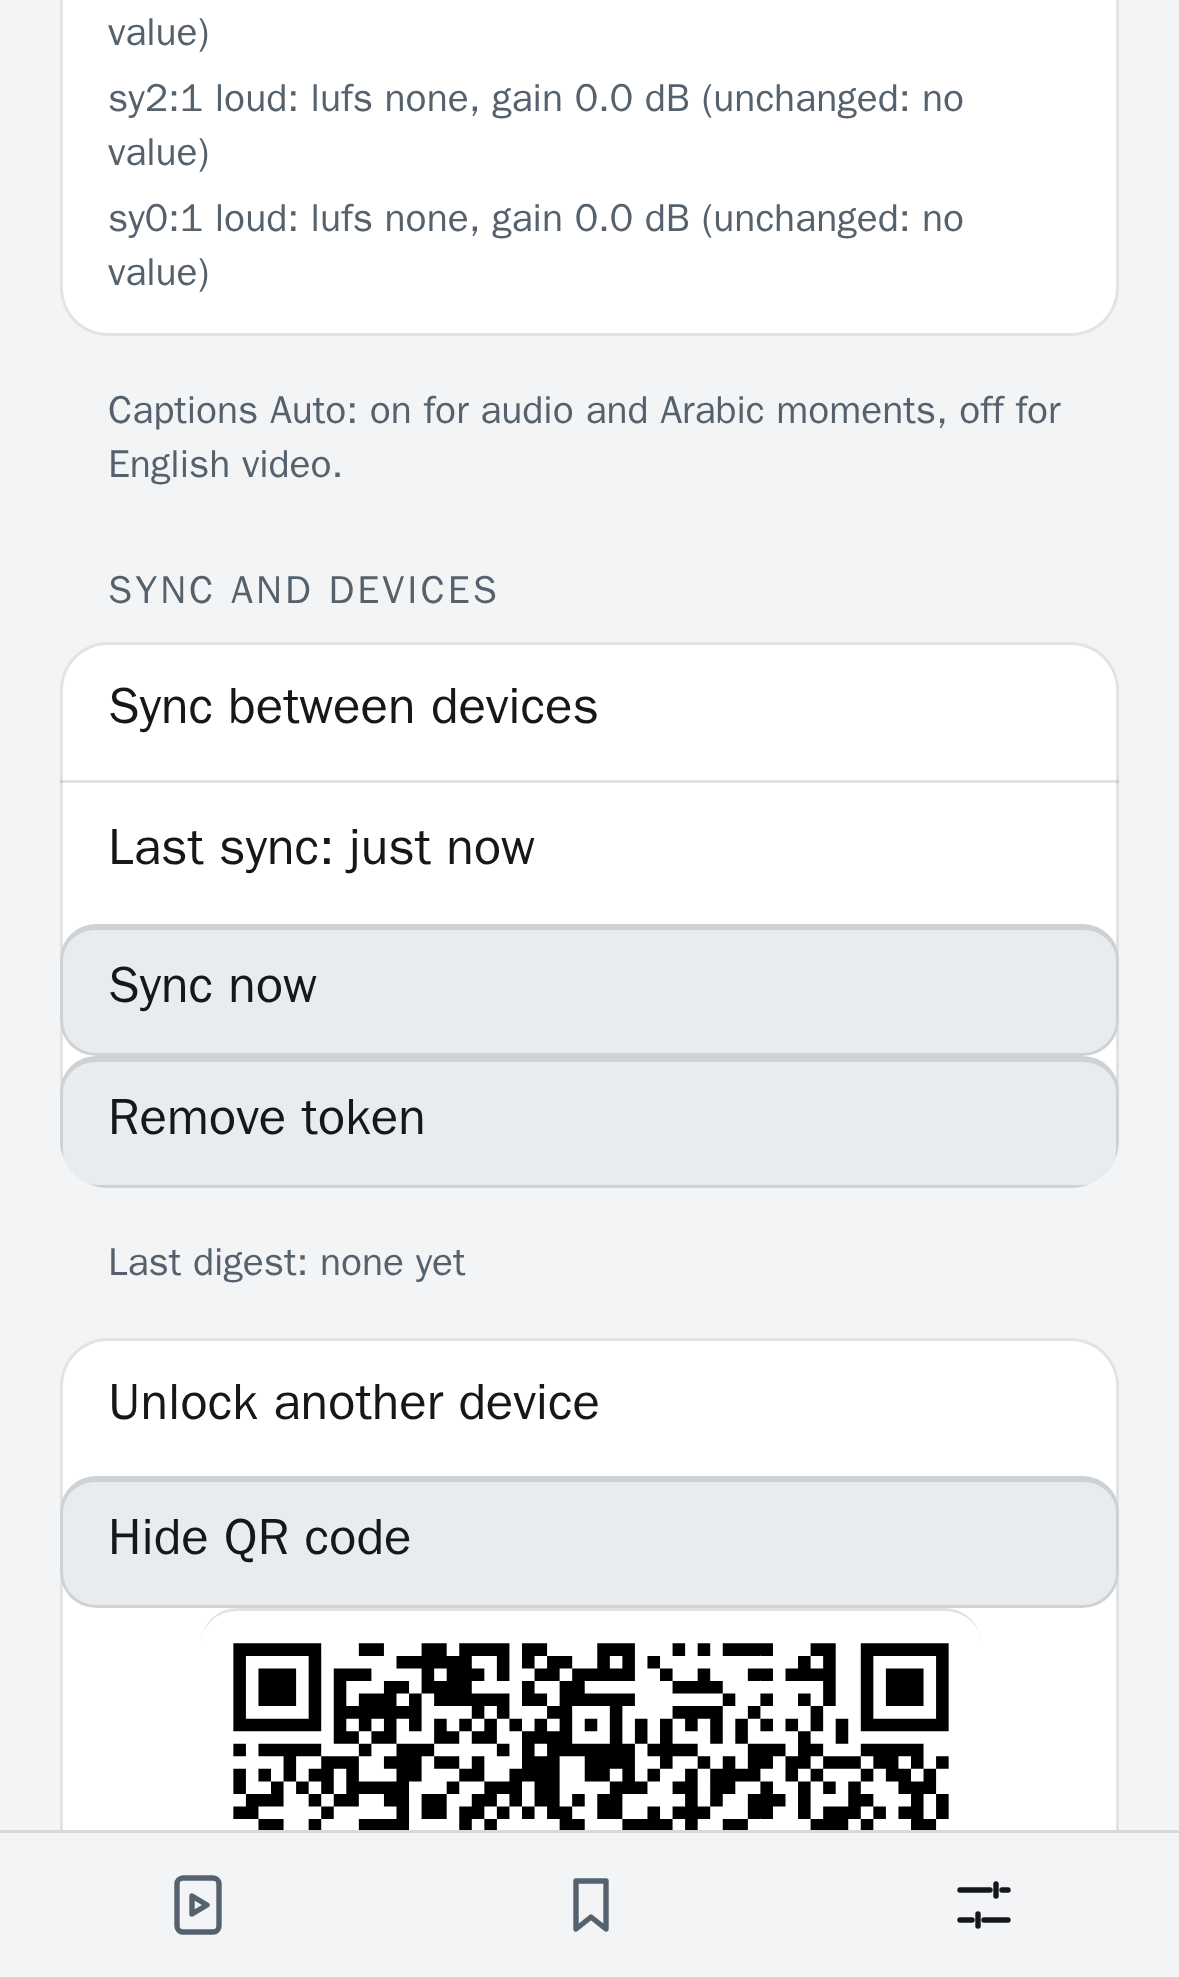 value)
sy2:1 loud: lufs none, gain 0.0 dB (unchanged: no
value)
sy0:1 loud: lufs none, gain 0.0 dB (unchanged: no
value)
Captions Auto: on for audio and Arabic moments, off for
English video.
SYNC AND DEVICES
Sync between devices
Last sync: just now
Sync now
Remove token
Last digest: none yet
Unlock another device
Hide QR code